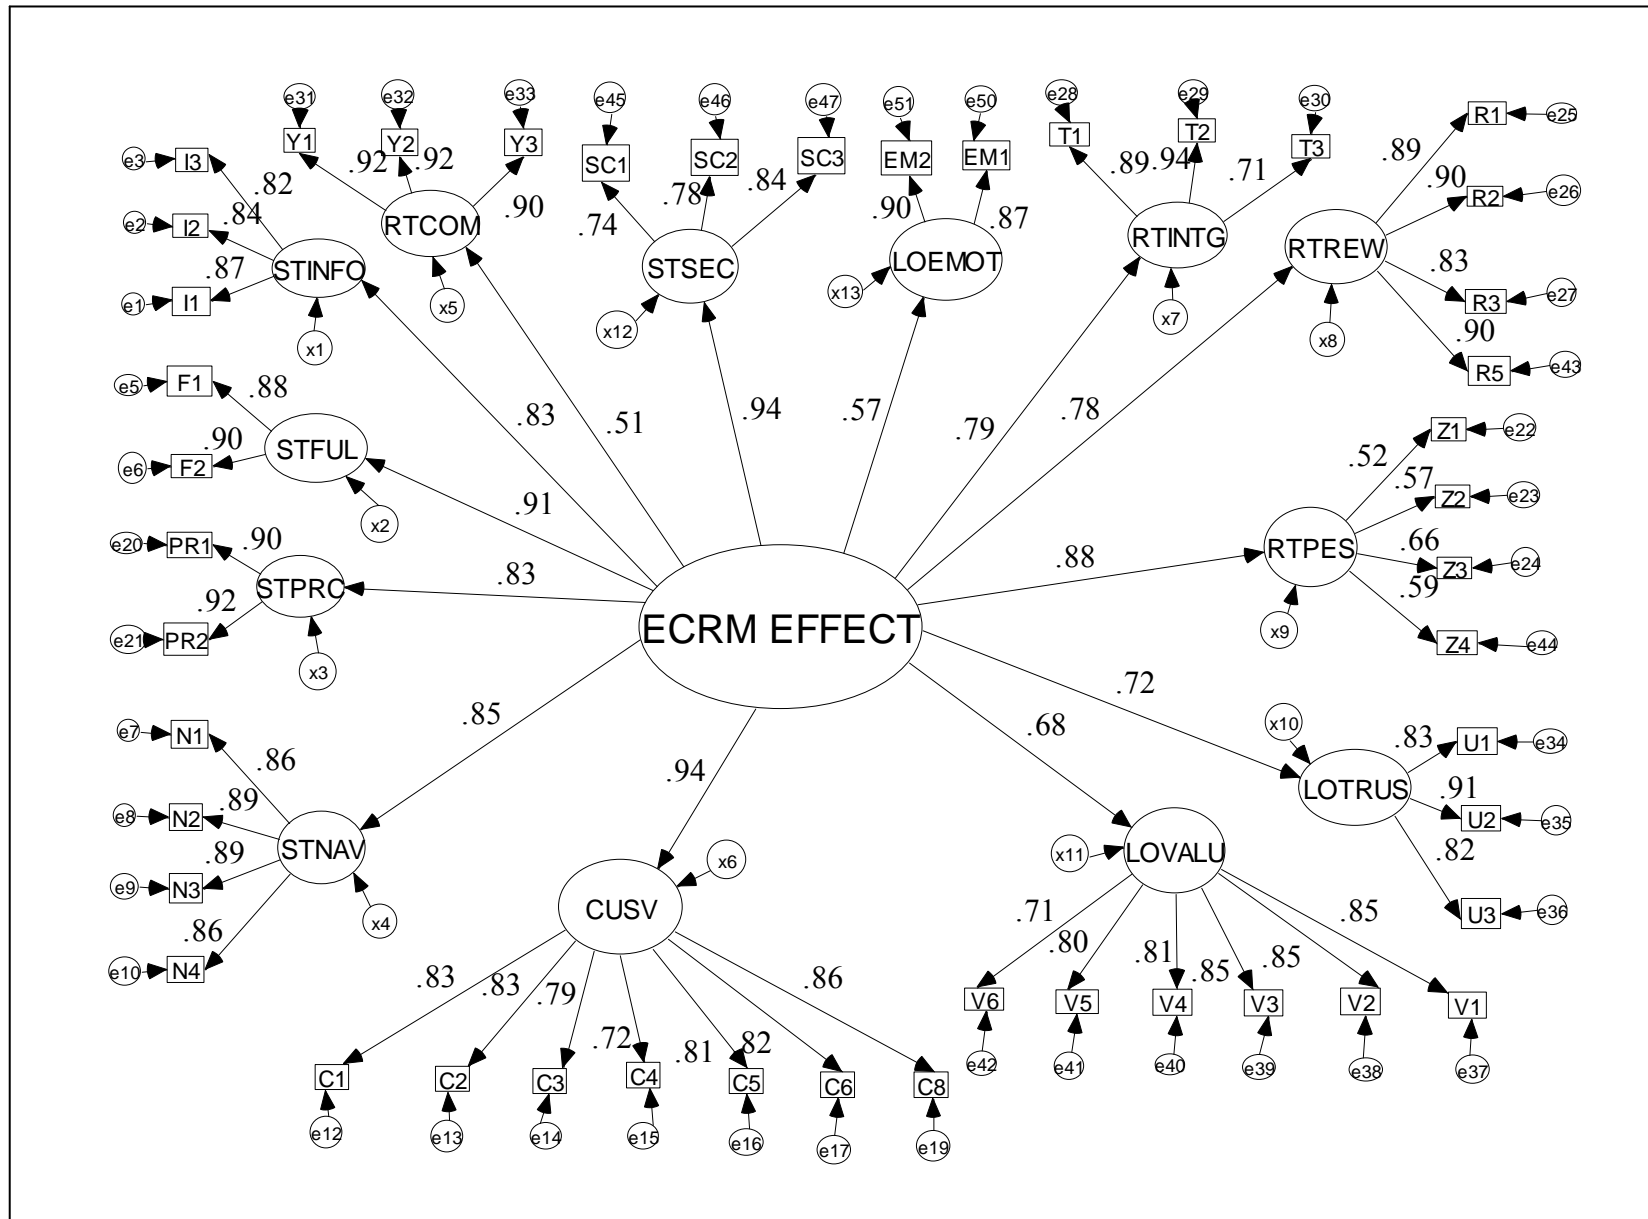 e31 e32 e33 e45 e46 e47 e51 e50 e28 e29 e30
Y1 Y2 Y3 SC1 SC2 SC3 EM2 EM1 T1 T2 T3 R1 e25
e3 I3 .82 .92 .92 .90 .74 .78 .84 .90 .87 .89 .94 .71 .89
e2 I2 .84 RTCOM STSEC LOEMOT RTINTG RTREW .90 R2 e26
e1 I1 .87 STINFO x5 x12 x13 x7 x8 .83 R3 e27
x1 .90 R5 e43
e5 F1 .88 .83 .51 .94 .57 .79 .78
e6 F2 .90 STFUL .91 x2
.52 Z1 e22
.57 Z2 e23
e20 PR1 .90 STPRC .83 ECRM EFFECT .88 RTPES .66 Z3 e24
e21 PR2 .92 x3 x9 .59 Z4 e44
.85 .94 .68 .72
e7 N1 .86 x10 .83 U1 e34
e8 N2 .89 STNAV LOTRUS .91 U2 e35
e9 N3 .89 x4 x6 x11 LOVALU .82 U3 e36
e10 N4 .86 CUSV
.83 .83 .79 .72 .81 .82 .86
.71 .80 .81 .85 .85 .85
V6 V5 V4 V3 V2 V1
e42 e41 e40 e39 e38 e37
C1 C2 C3 C4 C5 C6 C8
e12 e13 e14 e15 e16 e17 e19